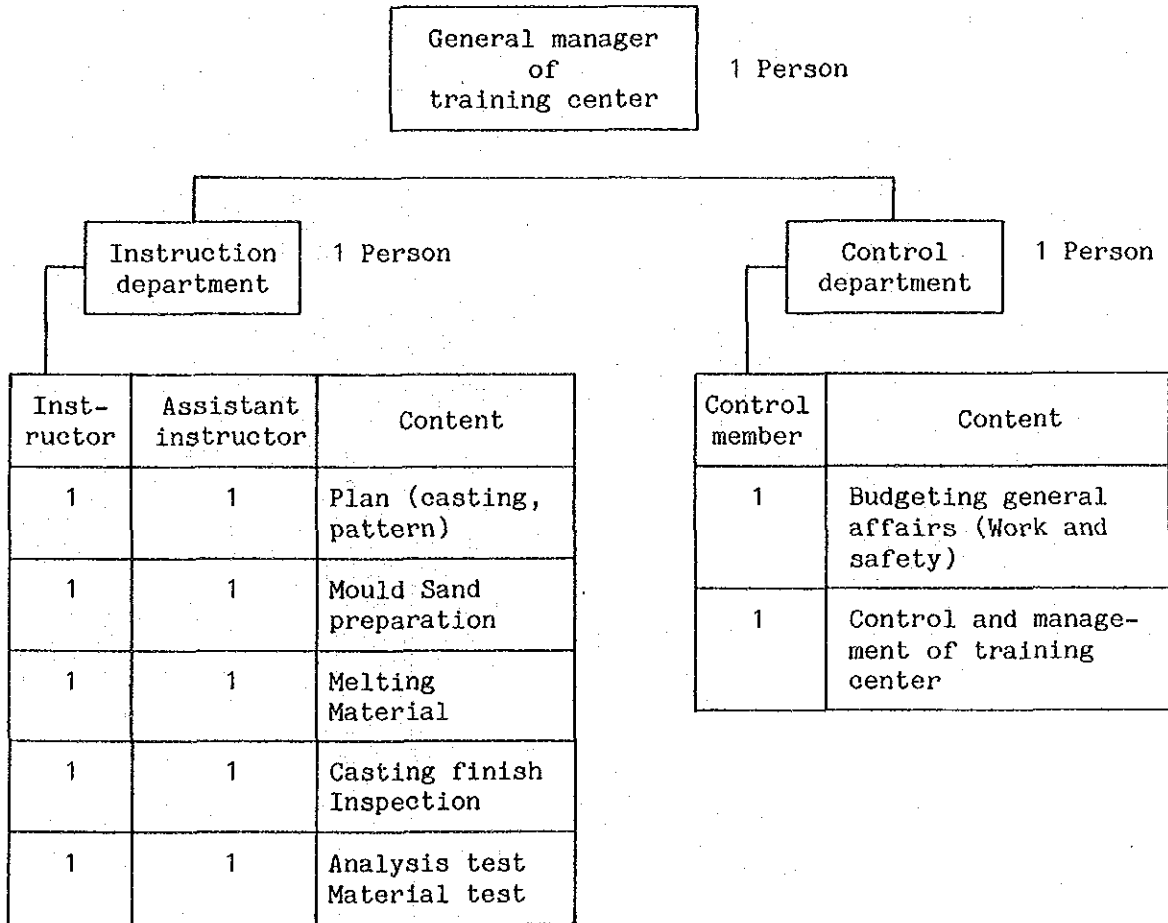 General manager
of
training center
1 Person
Instruction
department
1 Person
Control
department
1 Person
Inst-
ructor
Assistant
instructor
Content
1
1
Plan (casting,
pattern)
1
1
Mould Sand
preparation
1
1
Melting
Material
1
1
Casting finish
Inspection
1
1
Analysis test
Material test
Control
member
Content
1
Budgeting general
affairs (Work and
safety)
1
Control and manage-
ment of training
center